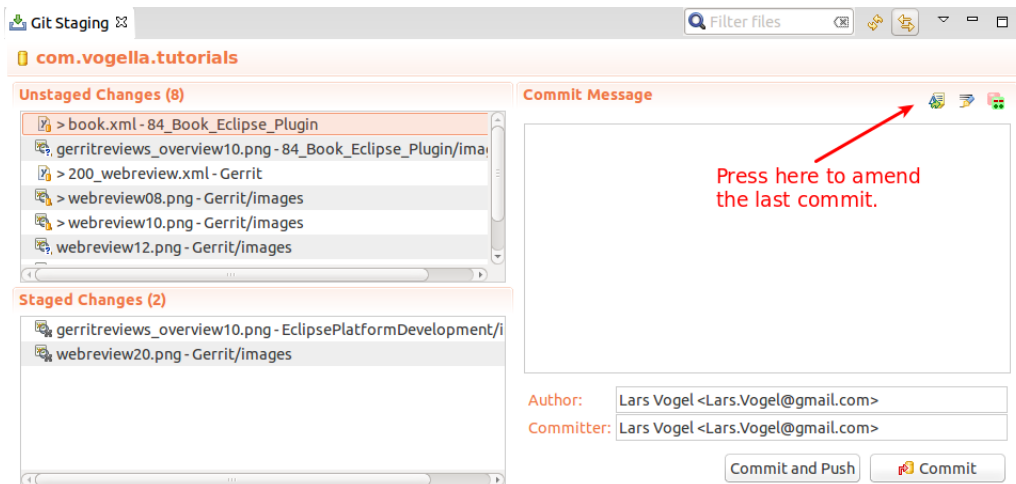 Git Staging
Filter files
com.vogella.tutorials
Unstaged Changes (8)
> book.xml - 84_Book_Eclipse_Plugin
gerritreviews_overview10.png - 84_Book_Eclipse_Plugin/ima
> 200_webreview.xml - Gerrit
> webreview08.png - Gerrit/images
> webreview10.png - Gerrit/images
webreview12.png - Gerrit/images
Staged Changes (2)
gerritreviews_overview10.png - EclipsePlatformDevelopment/i
webreview20.png - Gerrit/images
Commit Message
Press here to amend
the last commit.
Author: Lars Vogel <Lars.Vogel@gmail.com>
Committer: Lars Vogel <Lars.Vogel@gmail.com>
Commit and Push Commit